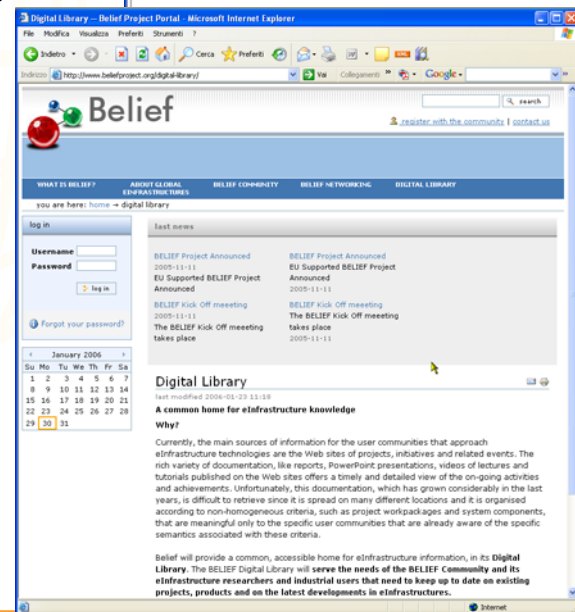 Digital Library -- Belief Project Portal - Microsoft Internet Explorer
File Modifica Visualizza Preferiti Strumenti ?
Indietro Cerca Preferiti
Indirizzo http://www.beliefproject.org/digital-library/ Vai Collegamenti » Google
Belief
search
register with the community | contact us
WHAT IS BELIEF? ABOUT GLOBAL EINFRASTRUCTURES BELIEF COMMUNITY BELIEF NETWORKING DIGITAL LIBRARY
you are here: home → digital library
log in
Username
Password
log in
Forgot your password?
last news
BELIEF Project Announced
2005-11-11
EU Supported BELIEF Project
Announced
BELIEF Kick Off meeeting
2005-11-11
The BELIEF Kick Off meeeting
takes place
BELIEF Project Announced
EU Supported BELIEF Project
Announced
2005-11-11
BELIEF Kick Off meeeting
The BELIEF Kick Off meeeting
takes place
2005-11-11
‹ January 2006 ›
Su Mo Tu We Th Fr Sa
1 2 3 4 5 6 7
8 9 10 11 12 13 14
15 16 17 18 19 20 21
22 23 24 25 26 27 28
29 30 31
Digital Library
last modified 2006-01-23 11:18
A common home for eInfrastructure knowledge
Why?
Currently, the main sources of information for the user communities that approach
eInfrastructure technologies are the Web sites of projects, initiatives and related events. The
rich variety of documentation, like reports, PowerPoint presentations, videos of lectures and
tutorials published on the Web sites offers a timely and detailed view of the on-going activities
and achievements. Unfortunately, this documentation, which has grown considerably in the last
years, is difficult to retrieve since it is spread on many different locations and it is organised
according to non-homogeneous criteria, such as project workpackages and system components,
that are meaningful only to the specific user communities that are already aware of the specific
semantics associated with these criteria.
Belief will provide a common, accessible home for eInfrastructure information, in its Digital
Library. The BELIEF Digital Library will serve the needs of the BELIEF Community and its
eInfrastructure researchers and industrial users that need to keep up to date on existing
projects, products and on the latest developments in eInfrastructures.
Internet